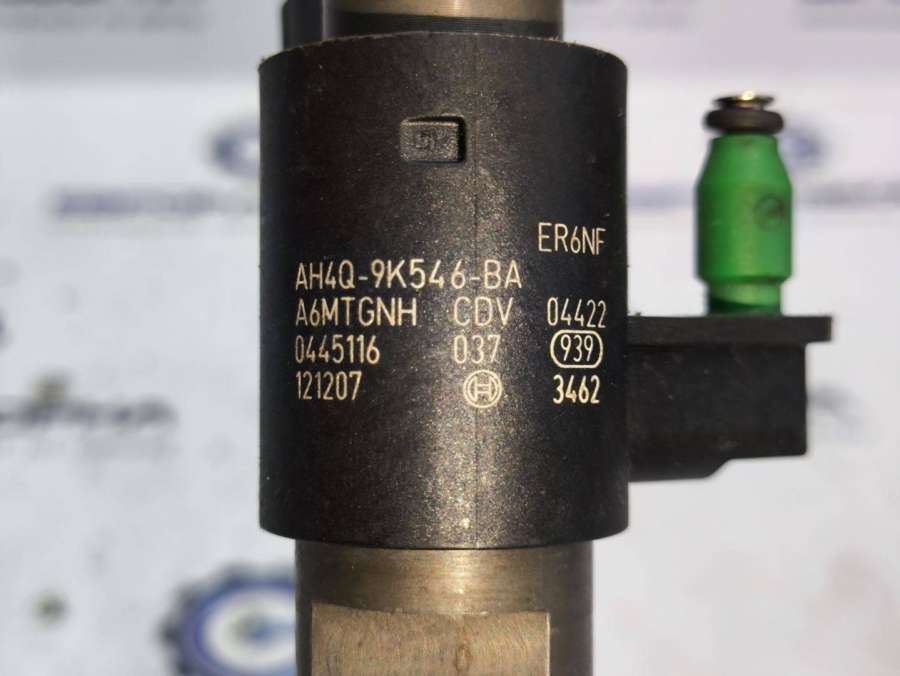 ER6NF
AH4Q-9K546-BA
A6MTGNH CDV 04422
0445116 037 939
121207 3462